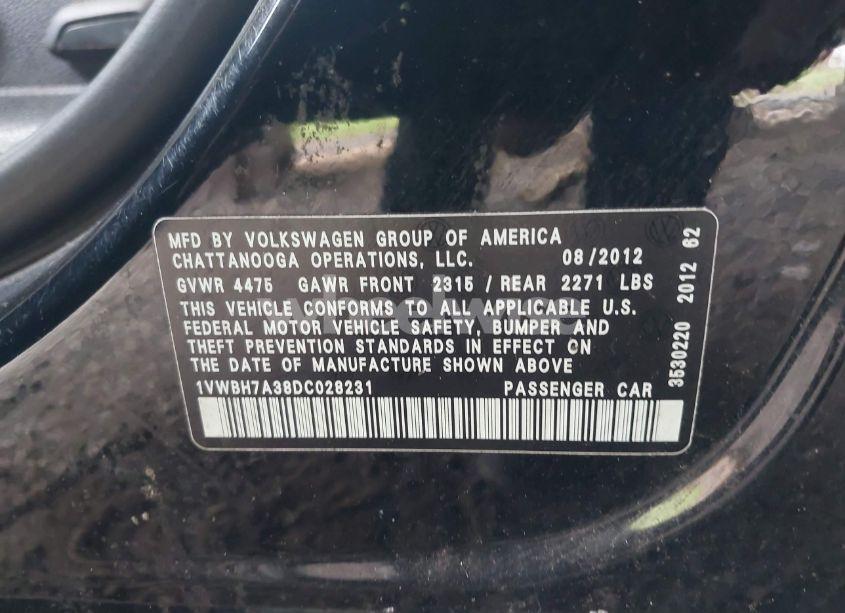 MFD BY VOLKSWAGEN GROUP OF AMERICA
CHATTANOOGA OPERATIONS, LLC. 08/2012
GVWR 4475 GAWR FRONT 2315 / REAR 2271 LBS
THIS VEHICLE CONFORMS TO ALL APPLICABLE U.S.
FEDERAL MOTOR VEHICLE SAFETY, BUMPER AND
THEFT PREVENTION STANDARDS IN EFFECT ON
THE DATE OF MANUFACTURE SHOWN ABOVE
1VWBH7A38DC028231 PASSENGER CAR
3530220 2012 62